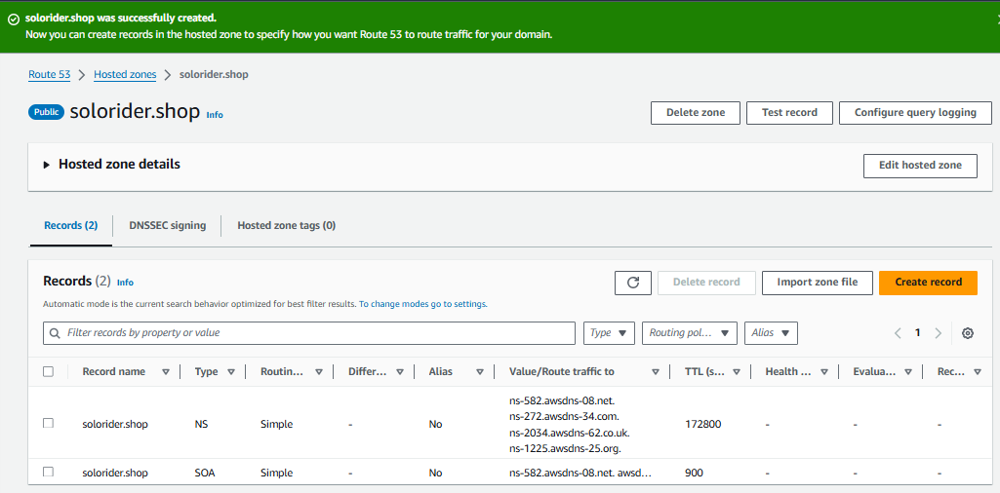 solorider.shop was successfully created.
Now you can create records in the hosted zone to specify how you want Route 53 to route traffic for your domain.
Route 53 > Hosted zones > solorider.shop
Public solorider.shop Info
Delete zone Test record Configure query logging
Hosted zone details
Edit hosted zone
Records (2) DNSSEC signing Hosted zone tags (0)
Records (2) Info
Delete record Import zone file Create record
Automatic mode is the current search behavior optimized for best filter results. To change modes go to settings.
Filter records by property or value Type Routing pol... Alias 1
Record name Type Routin... Differ... Alias Value/Route traffic to TTL (s... Health ... Evalua... Rec...
ns-582.awsdns-08.net.
ns-272.awsdns-34.com.
solorider.shop NS Simple - No 172800 - - -
ns-2034.awsdns-62.co.uk.
ns-1225.awsdns-25.org.
solorider.shop SOA Simple - No ns-582.awsdns-08.net. awsd... 900 - - -